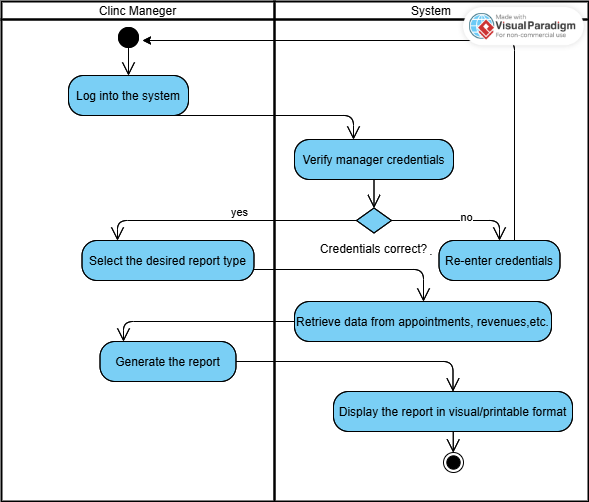 Clinc Maneger
System
Made with
VisualParadigm
For non-commercial use
Log into the system
Verify manager credentials
yes
no
Credentials correct? .
Select the desired report type
Re-enter credentials
Retrieve data from appointments, revenues,etc.
Generate the report
Display the report in visual/printable format